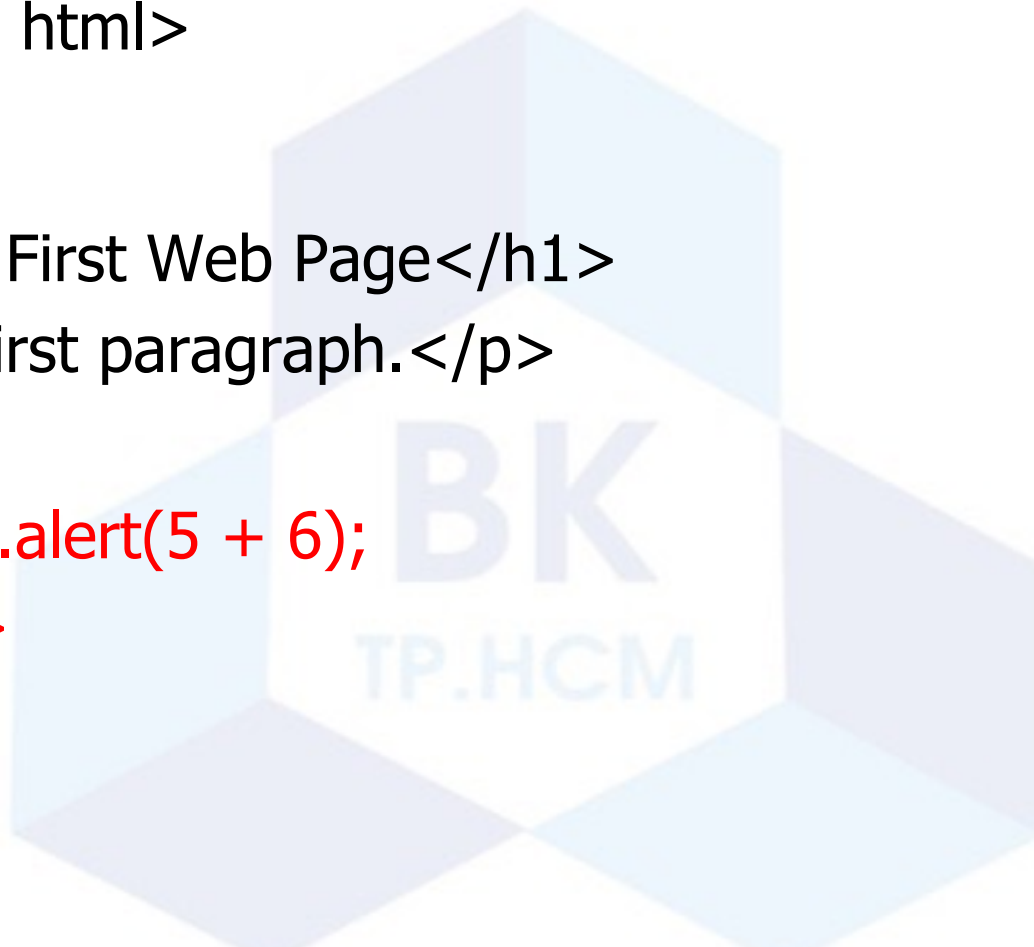 html>
First Web Page</h1>
irst paragraph.</p>
.alert(5 + 6);
>
BK
TP.HCM